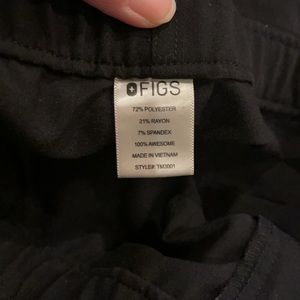 FIGS
72% POLYESTER
21% RAYON
7% SPANDEX
100% AWESOME
MADE IN VIETNAM
STYLE# TM3001